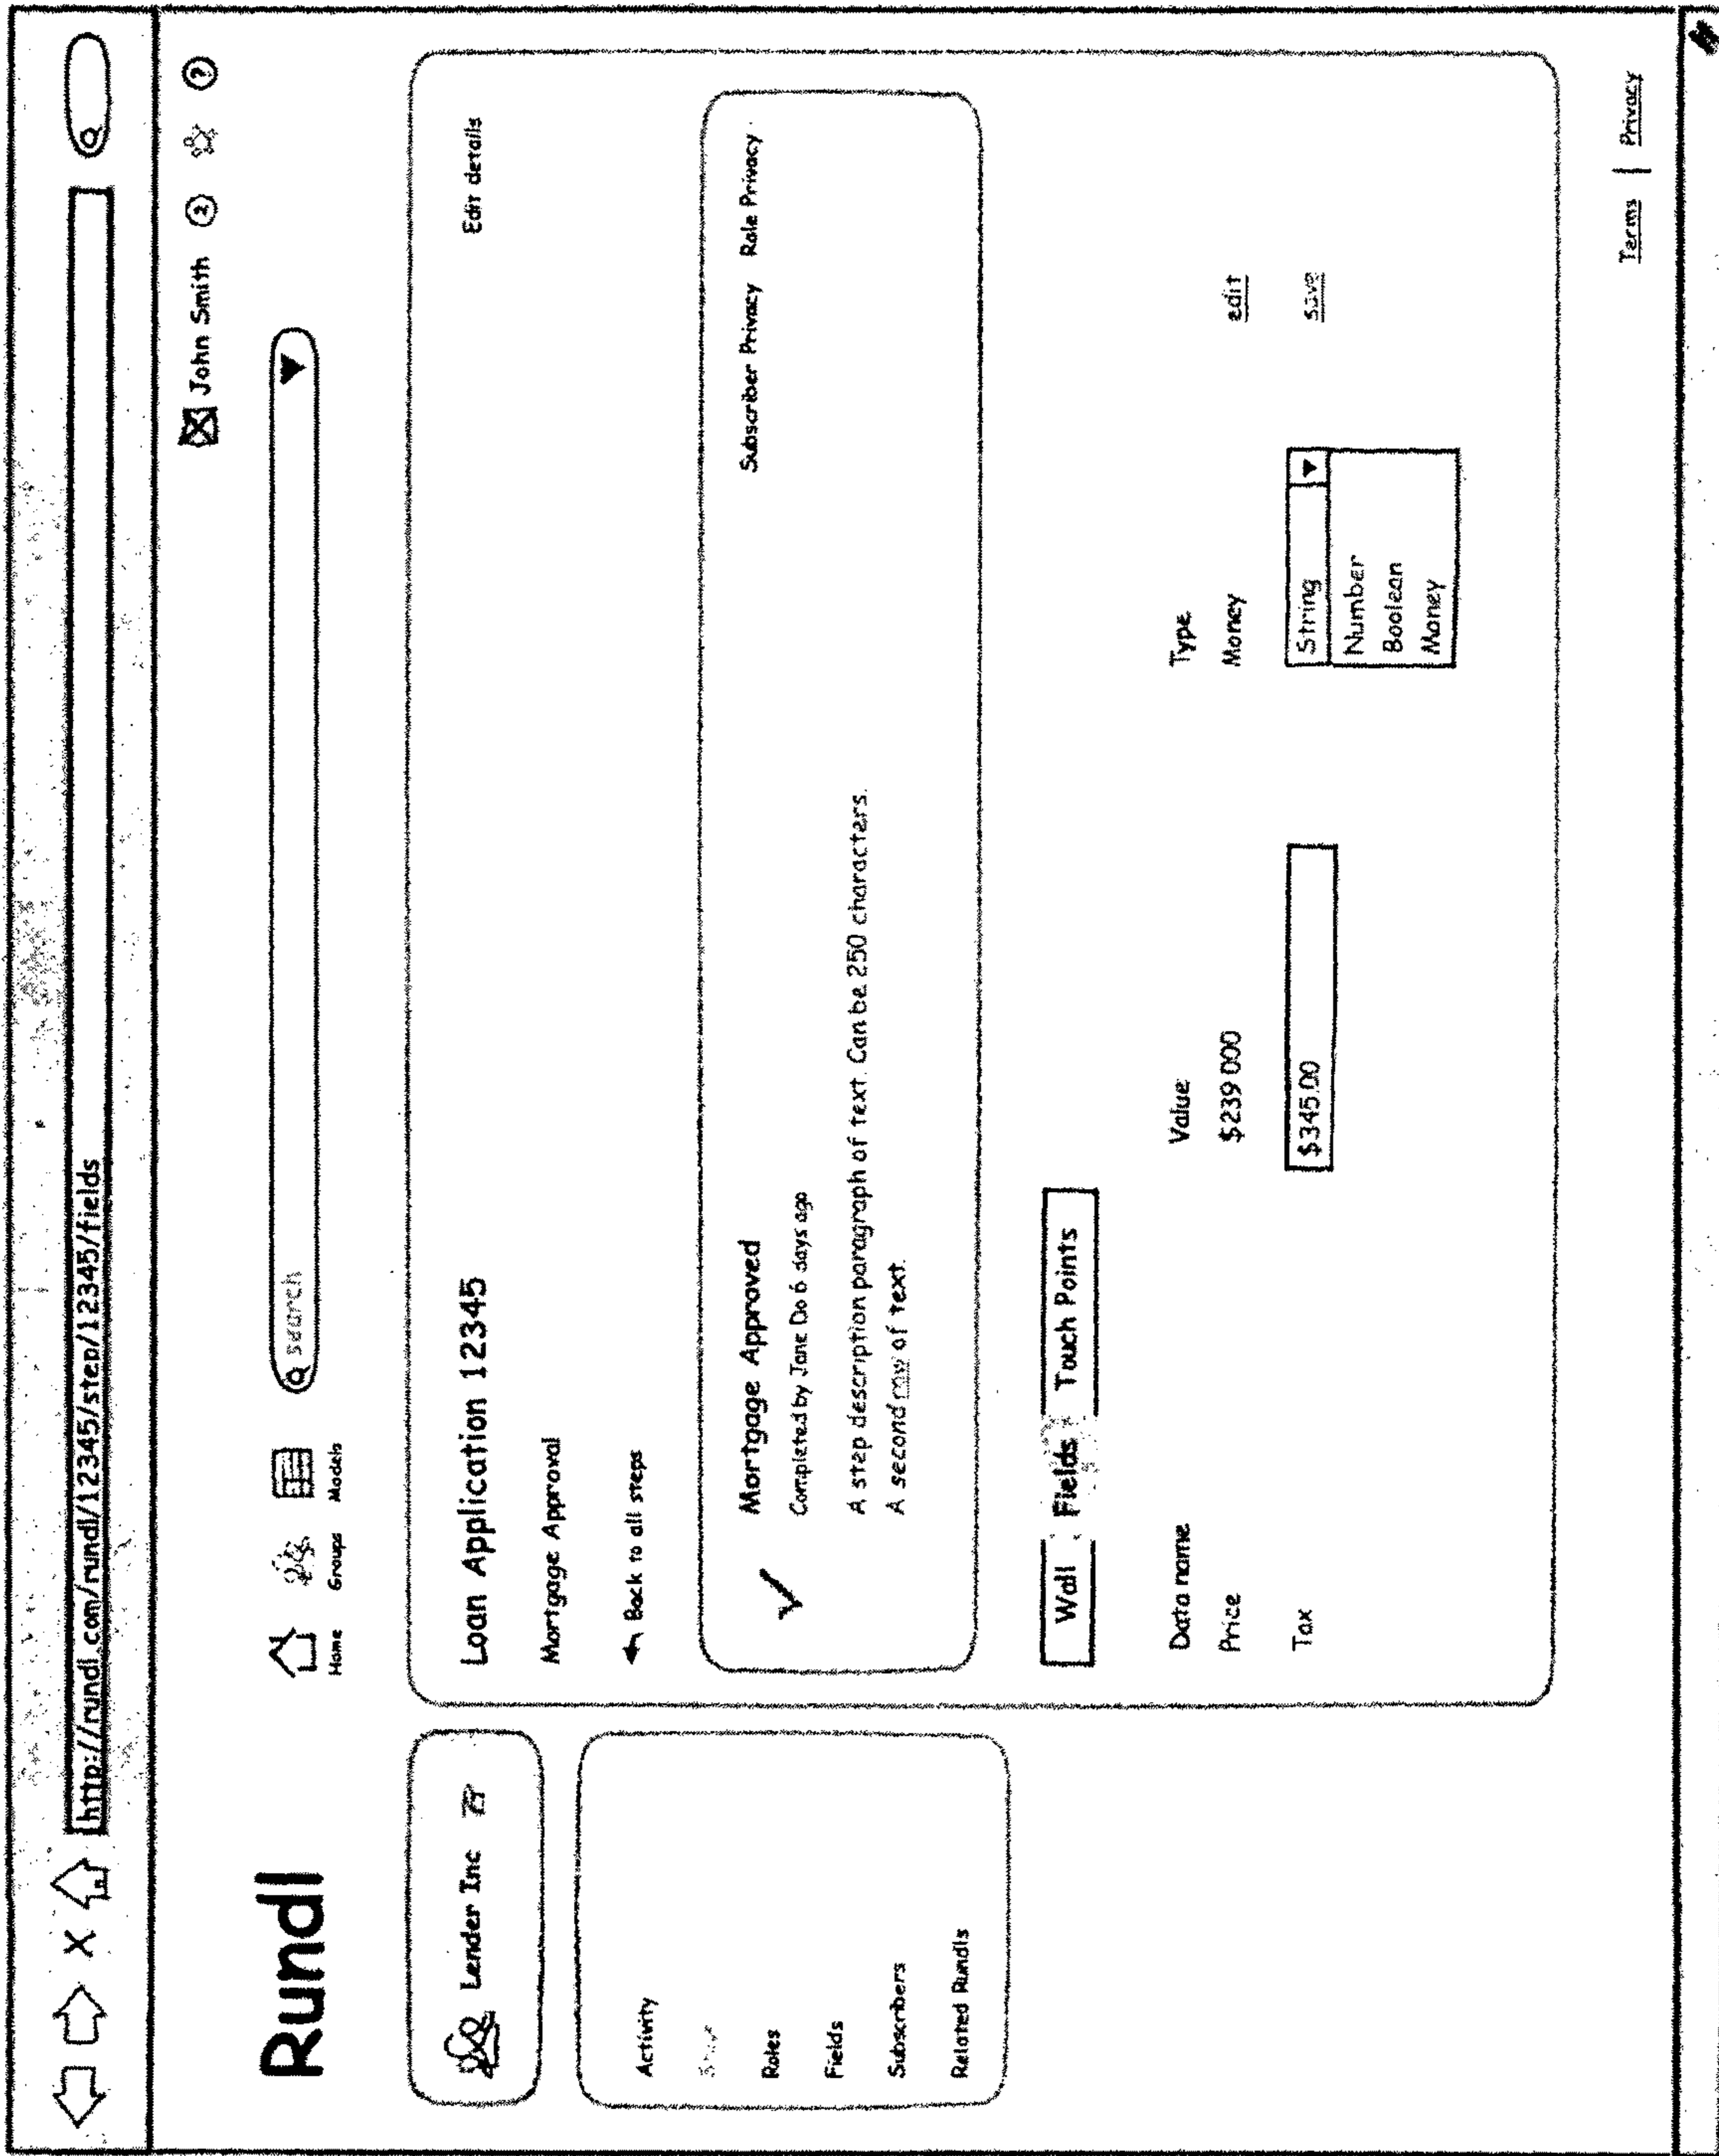 http://rundl.com/rundl/12345/step/12345/fields
John Smith 2 ?
Rundl
Home Groups Models
search
Lender Inc
Activity
Roles
Fields
Subscribers
Related Rundls
Loan Application 12345 Edit details
Mortgage Approval
Back to all steps
Mortgage Approved Subscriber Privacy Role Privacy
Completed by Jane Do 6 days ago
A step description paragraph of text. Can be 250 characters.
A second row of text.
Wall Fields Touch Points
Data name Value Type
Price $239 000 Money edit
Tax $345.00 String save
Number
Boolean
Money
Terms | Privacy